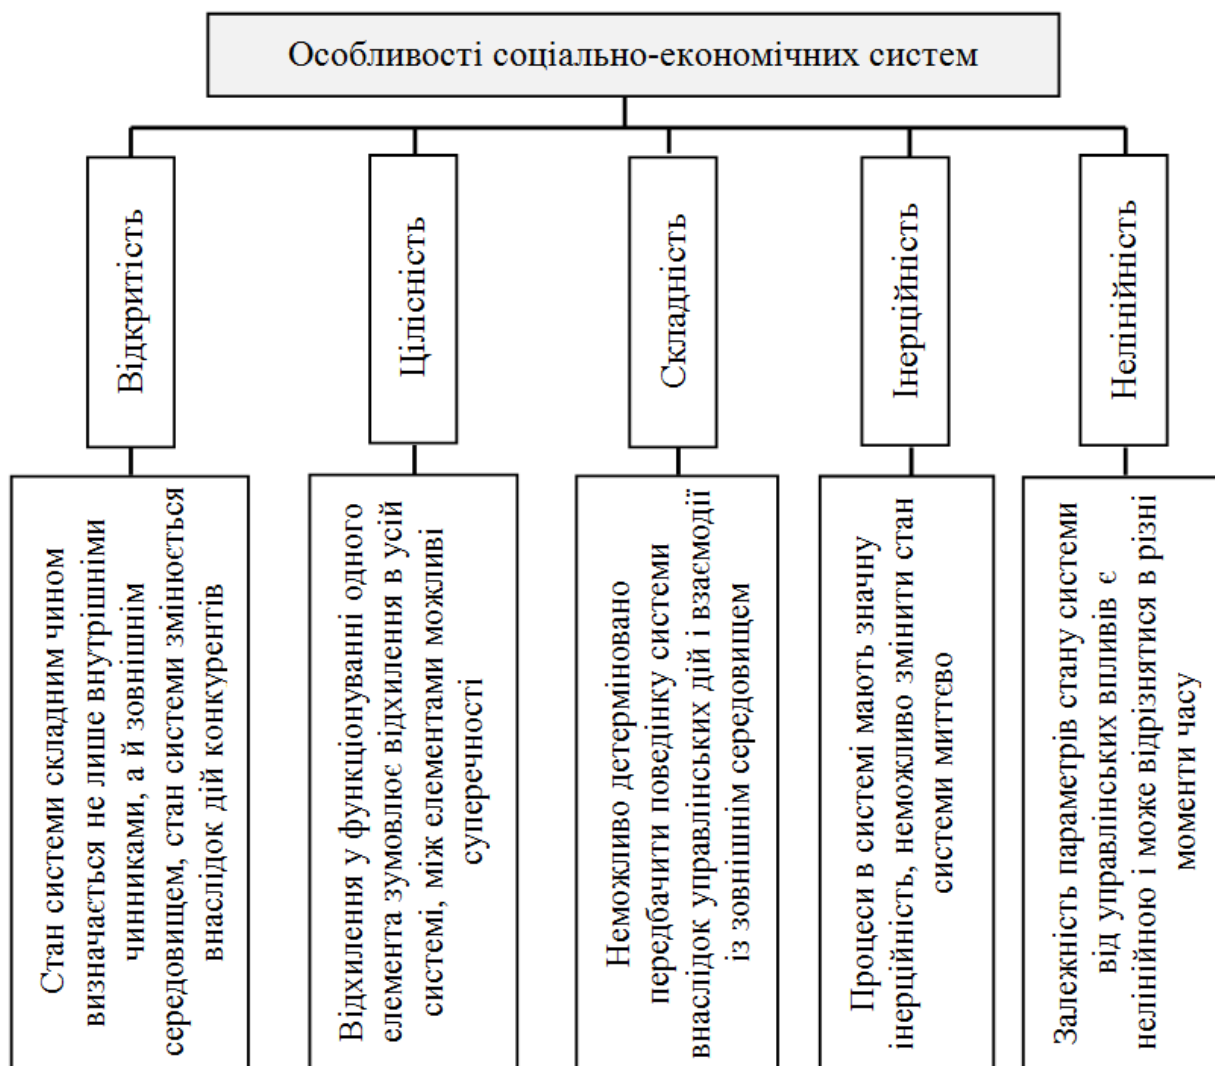 Особливості соціально-економічних систем
Відкритість
Цілісність
Складність
Інерційність
Нелінійність
Стан системи складним чином
визначається не лише внутрішніми
чинниками, а й зовнішнім
середовищем, стан системи змінюється
внаслідок дій конкурентів
Відхилення у функціонуванні одного
елемента зумовлює відхилення в усій
системі, між елементами можливі
суперечності
Неможливо детерміновано
передбачити поведінку системи
внаслідок управлінських дій і взаємодії
із зовнішнім середовищем
Процеси в системі мають значну
інерційність, неможливо змінити стан
системи миттєво
Залежність параметрів стану системи
від управлінських впливів є
нелінійною і може відрізнятися в різні
моменти часу